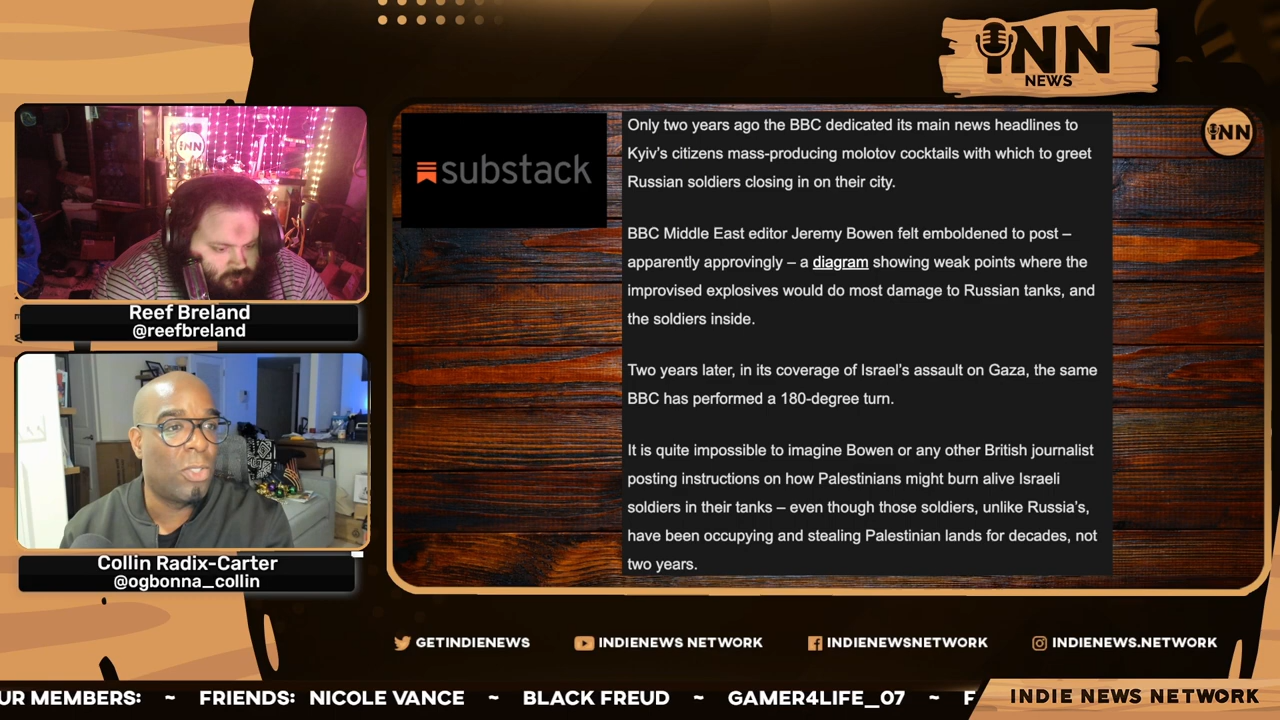 INN
NEWS
INN
substack
Only two years ago the BBC dedicated its main news headlines to
Kyiv's citizens mass-producing molotov cocktails with which to greet
Russian soldiers closing in on their city.
BBC Middle East editor Jeremy Bowen felt emboldened to post –
apparently approvingly – a diagram showing weak points where the
improvised explosives would do most damage to Russian tanks, and
the soldiers inside.
Two years later, in its coverage of Israel's assault on Gaza, the same
BBC has performed a 180-degree turn.
It is quite impossible to imagine Bowen or any other British journalist
posting instructions on how Palestinians might burn alive Israeli
soldiers in their tanks – even though those soldiers, unlike Russia's,
have been occupying and stealing Palestinian lands for decades, not
two years.
INN
Reef Breland
@reefbreland
Collin Radix-Carter
@ogbonna_collin
GETINDIENEWS
INDIENEWS NETWORK
INDIENEWSNETWORK
INDIENEWS.NETWORK
UR MEMBERS: ~ FRIENDS: NICOLE VANCE ~ BLACK FREUD ~ GAMER4LIFE_07 ~ F
INDIE NEWS NETWORK